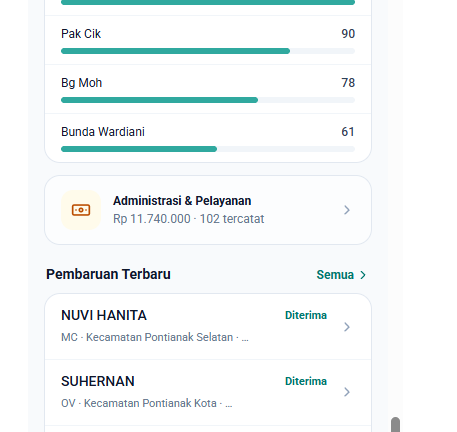 Pak Cik 90
Bg Moh 78
Bunda Wardiani 61
Administrasi & Pelayanan
Rp 11.740.000 · 102 tercatat
Pembaruan Terbaru Semua
NUVI HANITA Diterima
MC · Kecamatan Pontianak Selatan · ...
SUHERNAN Diterima
OV · Kecamatan Pontianak Kota · ...